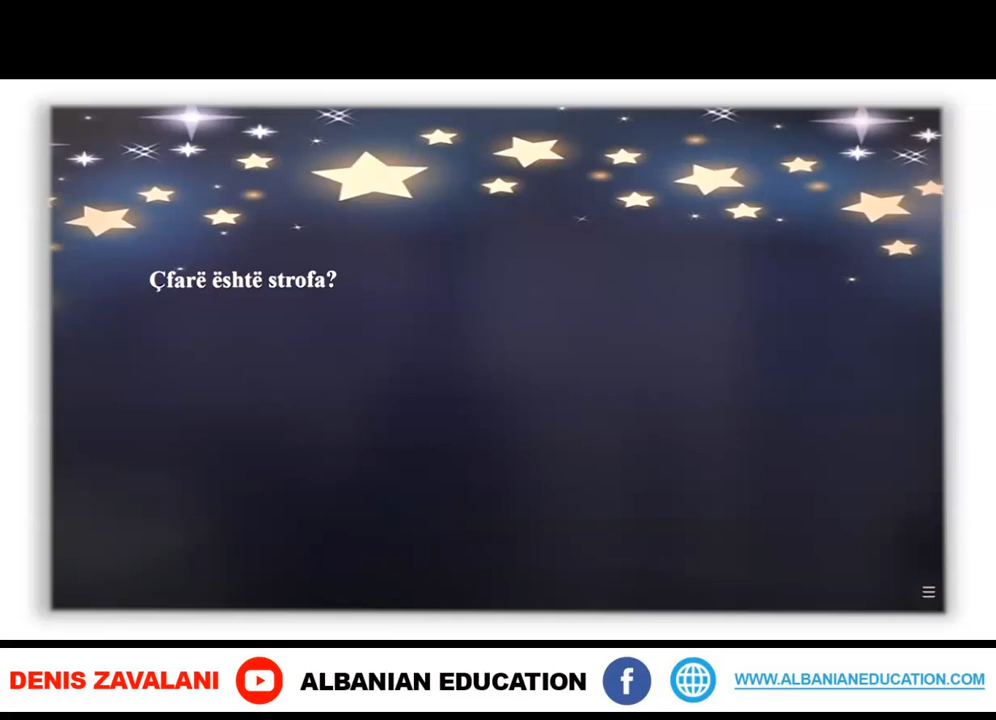 Çfarë është strofa?
DENIS ZAVALANI
ALBANIAN EDUCATION
WWW.ALBANIANEDUCATION.COM